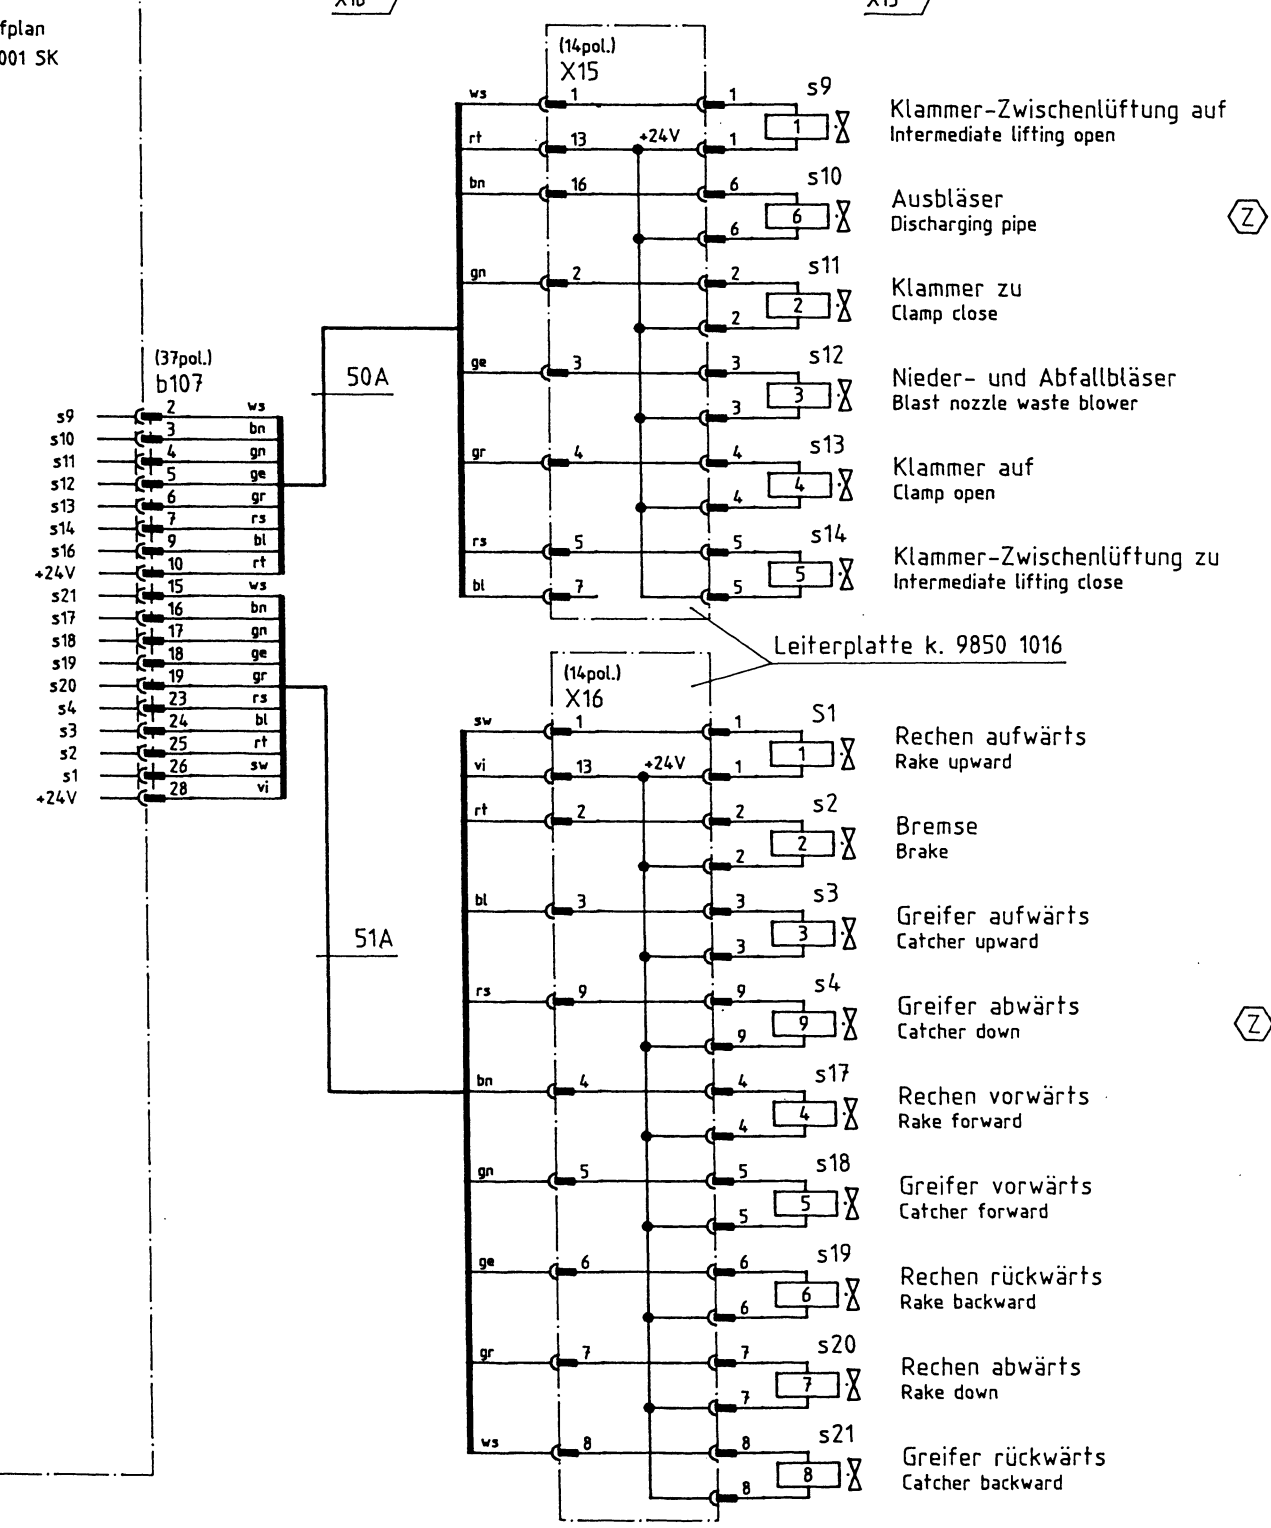 fplan
001 SK
X16
X15
(14pol.)
X15
ws 1 1 s9
1
Klammer-Zwischenlüftung auf
Intermediate lifting open
rt 13 +24V 1
bn 16 6 s10
6
Ausbläser
Discharging pipe
Z
6
gn 2 2 s11
2
Klammer zu
Clamp close
2
ge 3 3 s12
3
Nieder- und Abfallbläser
Blast nozzle waste blower
3
gr 4 4 s13
4
Klammer auf
Clamp open
4
rs 5 5 s14
5
Klammer-Zwischenlüftung zu
Intermediate lifting close
bl 7 5
50A
(37pol.)
b107
s9 2 ws
s10 3 bn
s11 4 gn
s12 5 ge
s13 6 gr
s14 7 rs
s16 9 bl
+24V 10 rt
s21 15 ws
s17 16 bn
s18 17 gn
s19 18 ge
s20 19 gr
s4 23 rs
s3 24 bl
s2 25 rt
s1 26 sw
+24V 28 vi
51A
Leiterplatte k. 9850 1016
(14pol.)
X16
sw 1 1 S1
1
Rechen aufwärts
Rake upward
vi 13 +24V 1
rt 2 2 s2
2
Bremse
Brake
2
bl 3 3 s3
3
Greifer aufwärts
Catcher upward
3
rs 9 9 s4
9
Greifer abwärts
Catcher down
Z
9
bn 4 4 s17
4
Rechen vorwärts
Rake forward
4
gn 5 5 s18
5
Greifer vorwärts
Catcher forward
5
ge 6 6 s19
6
Rechen rückwärts
Rake backward
6
gr 7 7 s20
7
Rechen abwärts
Rake down
7
ws 8 8 s21
8
Greifer rückwärts
Catcher backward
8